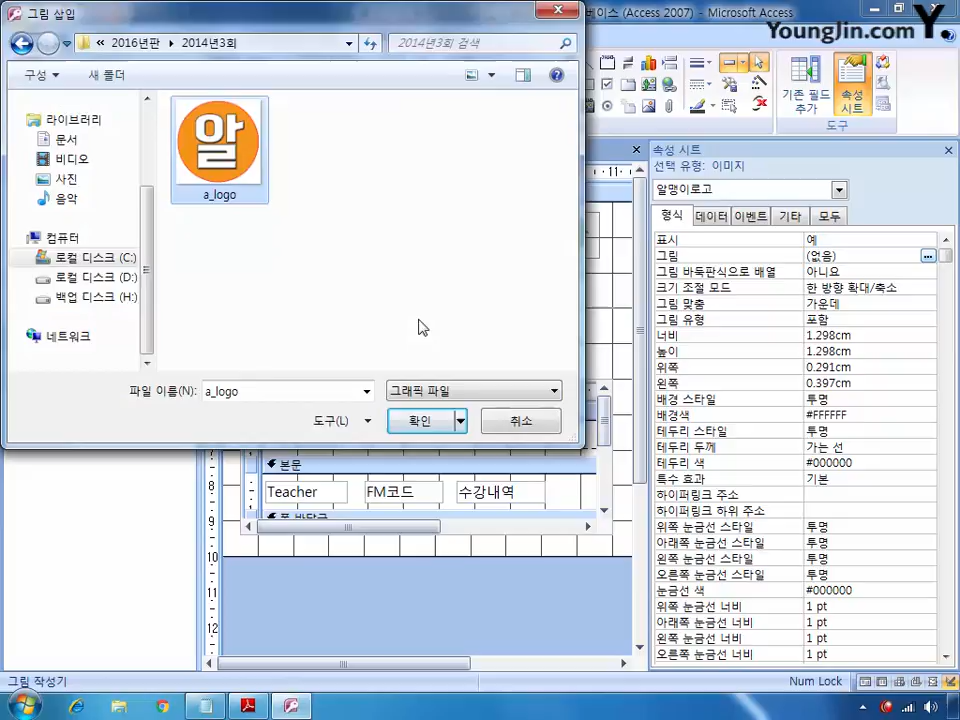 그림 삽입
베이스 (Access 2007) - Microsoft Access
YoungJin.com Y.
2016년판 2014년3회
2014년3회 검색
구성 새 폴더
라이브러리
문서
비디오
사진
음악
컴퓨터
로컬 디스크 (C:)
로컬 디스크 (D:)
백업 디스크 (H:)
네트워크
알
a_logo
파일 이름(N): a_logo
그래픽 파일
도구(L) 확인 취소
기존 필드 추가
속성 시트
도구
11
속성 시트
선택 유형: 이미지
알맹이로고
형식 데이터 이벤트 기타 모두
표시 예
그림 (없음)
그림 바둑판식으로 배열 아니요
크기 조절 모드 한 방향 확대/축소
그림 맞춤 가운데
그림 유형 포함
너비 1.298cm
높이 1.298cm
위쪽 0.291cm
왼쪽 0.397cm
배경 스타일 투명
배경색 #FFFFFF
테두리 스타일 투명
테두리 두께 가는 선
테두리 색 #000000
특수 효과 기본
하이퍼링크 주소
하이퍼링크 하위 주소
위쪽 눈금선 스타일 투명
아래쪽 눈금선 스타일 투명
왼쪽 눈금선 스타일 투명
오른쪽 눈금선 스타일 투명
눈금선 색 #000000
위쪽 눈금선 너비 1 pt
아래쪽 눈금선 너비 1 pt
왼쪽 눈금선 너비 1 pt
오른쪽 눈금선 너비 1 pt
본문
Teacher FM코드 수강내역
8
9
10
11
12
그림 작성기
Num Lock